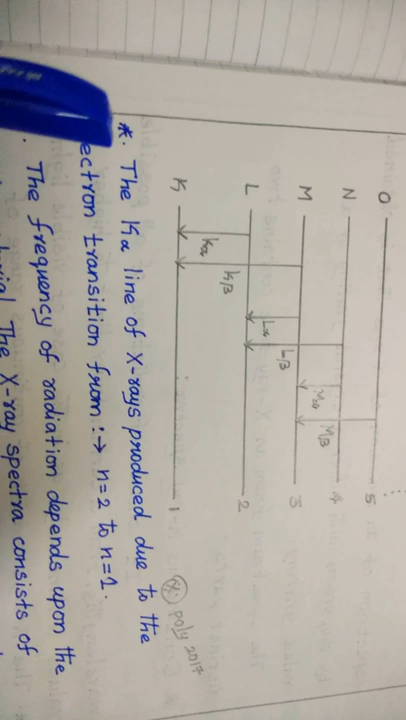 O 5
N 4
M 3
L 2
K 1
Kα Kβ
Lα Lβ
Mα Mβ
poly 2017
*. The Kα line of X-rays produced due to the
ectron transition from :→ n=2 to n=1.
. The frequency of radiation depends upon the
The X-ray spectra consists of